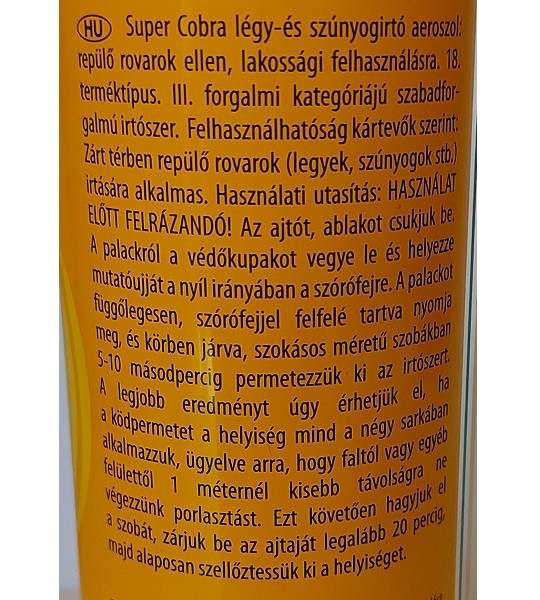 HU Super Cobra légy-és szúnyogirtó aeroszol:
repülő rovarok ellen, lakossági felhasználásra. 18.
terméktípus. III. forgalmi kategóriájú szabadfor-
galmú irtószer. Felhasználhatóság kártevők szerint:
Zárt térben repülő rovarok (legyek, szúnyogok stb.)
irtására alkalmas. Használati utasítás: HASZNÁLAT
ELŐTT FELRÁZANDÓ! Az ajtót, ablakot csukjuk be.
A palackról a védőkupakot vegye le és helyezze
mutatóujját a nyíl irányában a szórófejre. A palackot
függőlegesen, szórófejjel felfelé tartva nyomja
meg, és körben járva, szokásos méretű szobákban
5-10 másodpercig permetezzük ki az irtószert.
A legjobb eredményt úgy érhetjük el, ha
a ködpermetet a helyiség mind a négy sarkában
alkalmazzuk, ügyelve arra, hogy faltól vagy egyéb
felülettől 1 méternél kisebb távolságra ne
végezzünk porlasztást. Ezt követően hagyjuk el
a szobát, zárjuk be az ajtaját legalább 20 percig,
majd alaposan szellőztessük ki a helyiséget.